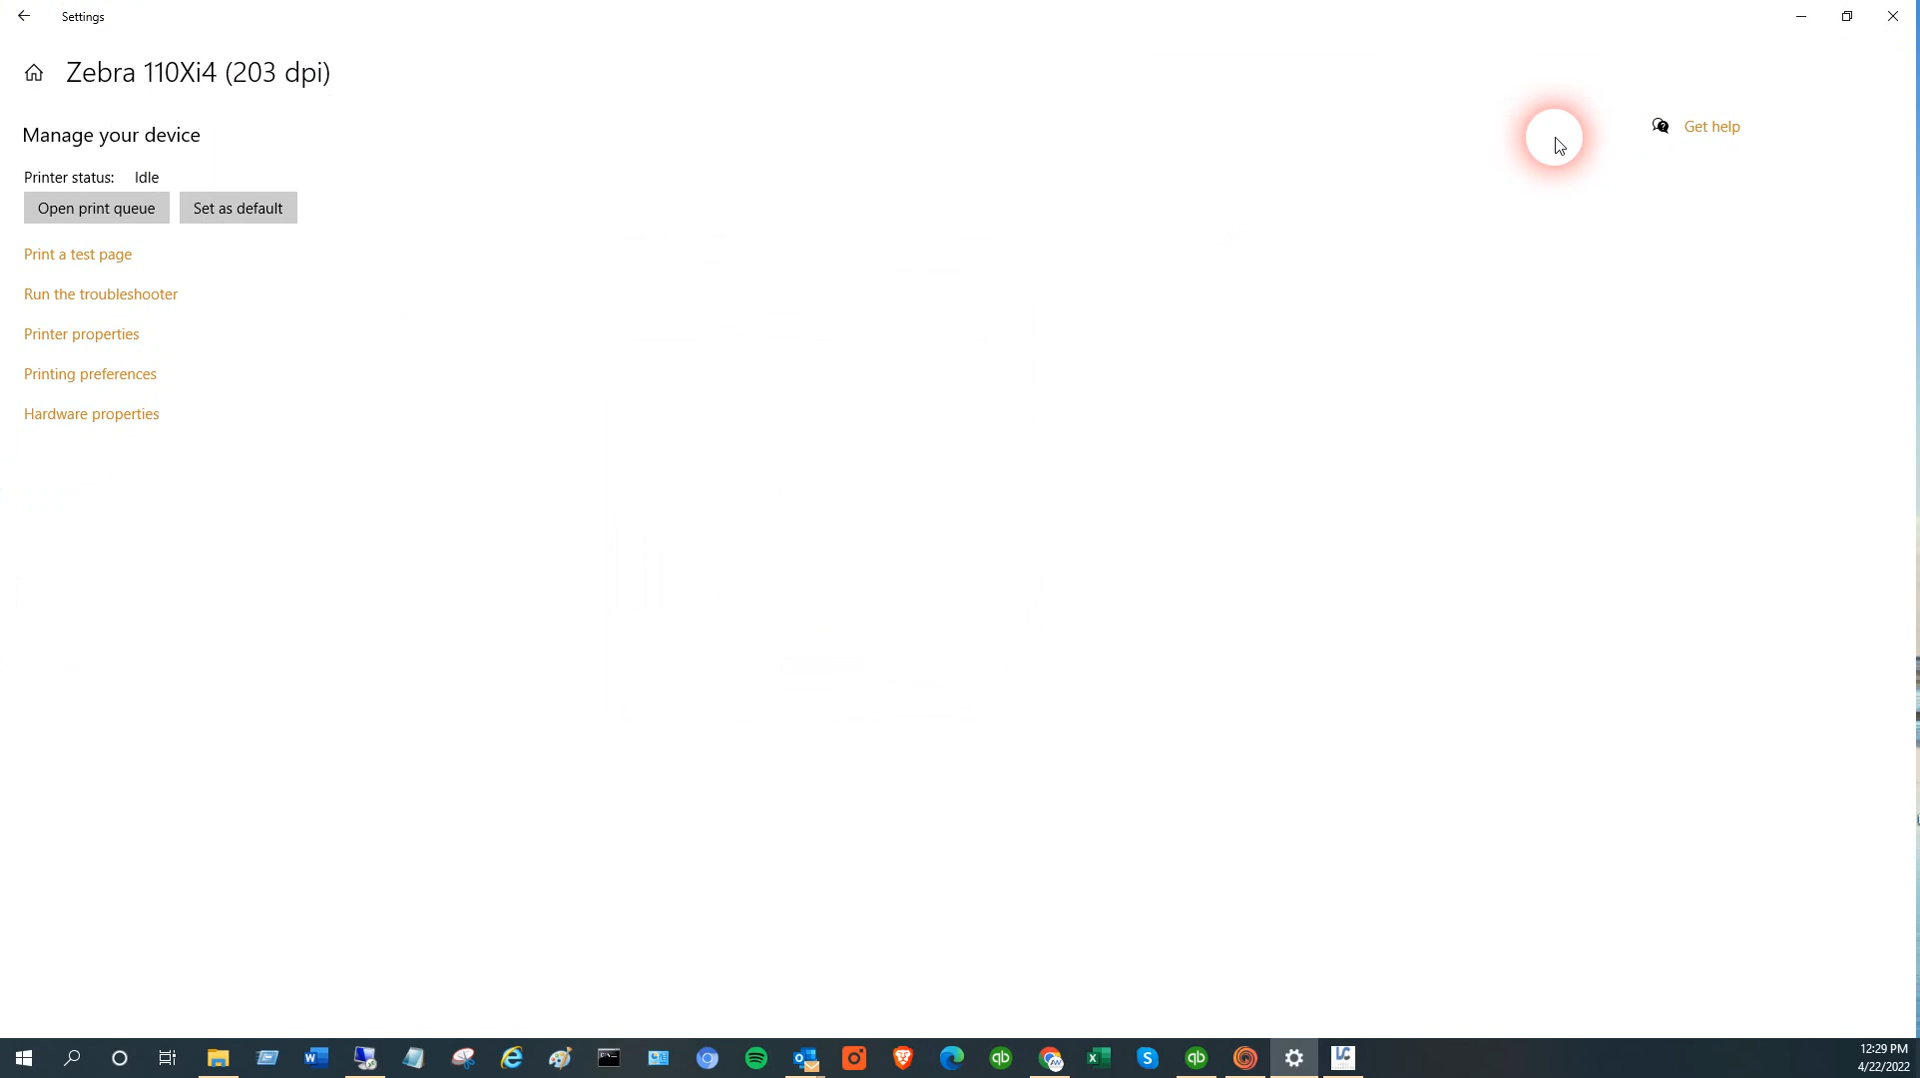 Settings
Zebra 110Xi4 (203 dpi)
Get help
Manage your device
Printer status: Idle
Open print queue
Set as default
Print a test page
Run the troubleshooter
Printer properties
Printing preferences
Hardware properties
12:29 PM
4/22/2022